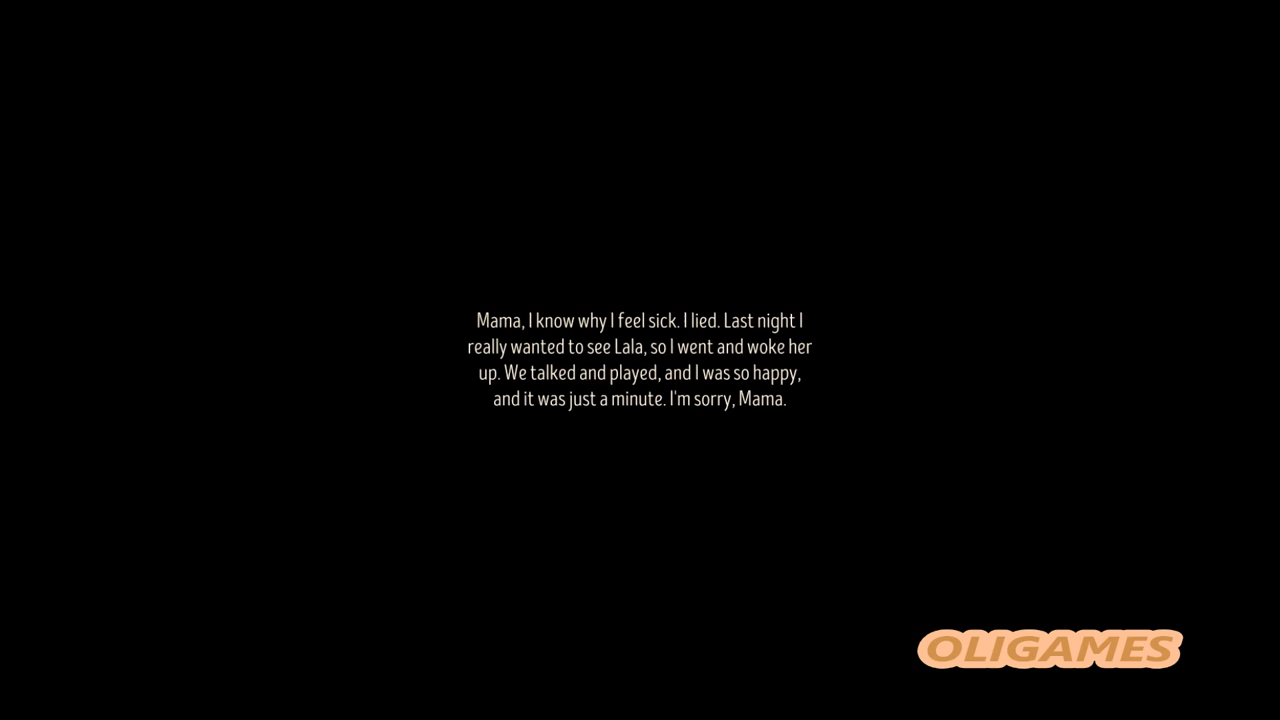 Mama, I know why I feel sick. I lied. Last night I
really wanted to see Lala, so I went and woke her
up. We talked and played, and I was so happy,
and it was just a minute. I'm sorry, Mama.
OLIGAMES